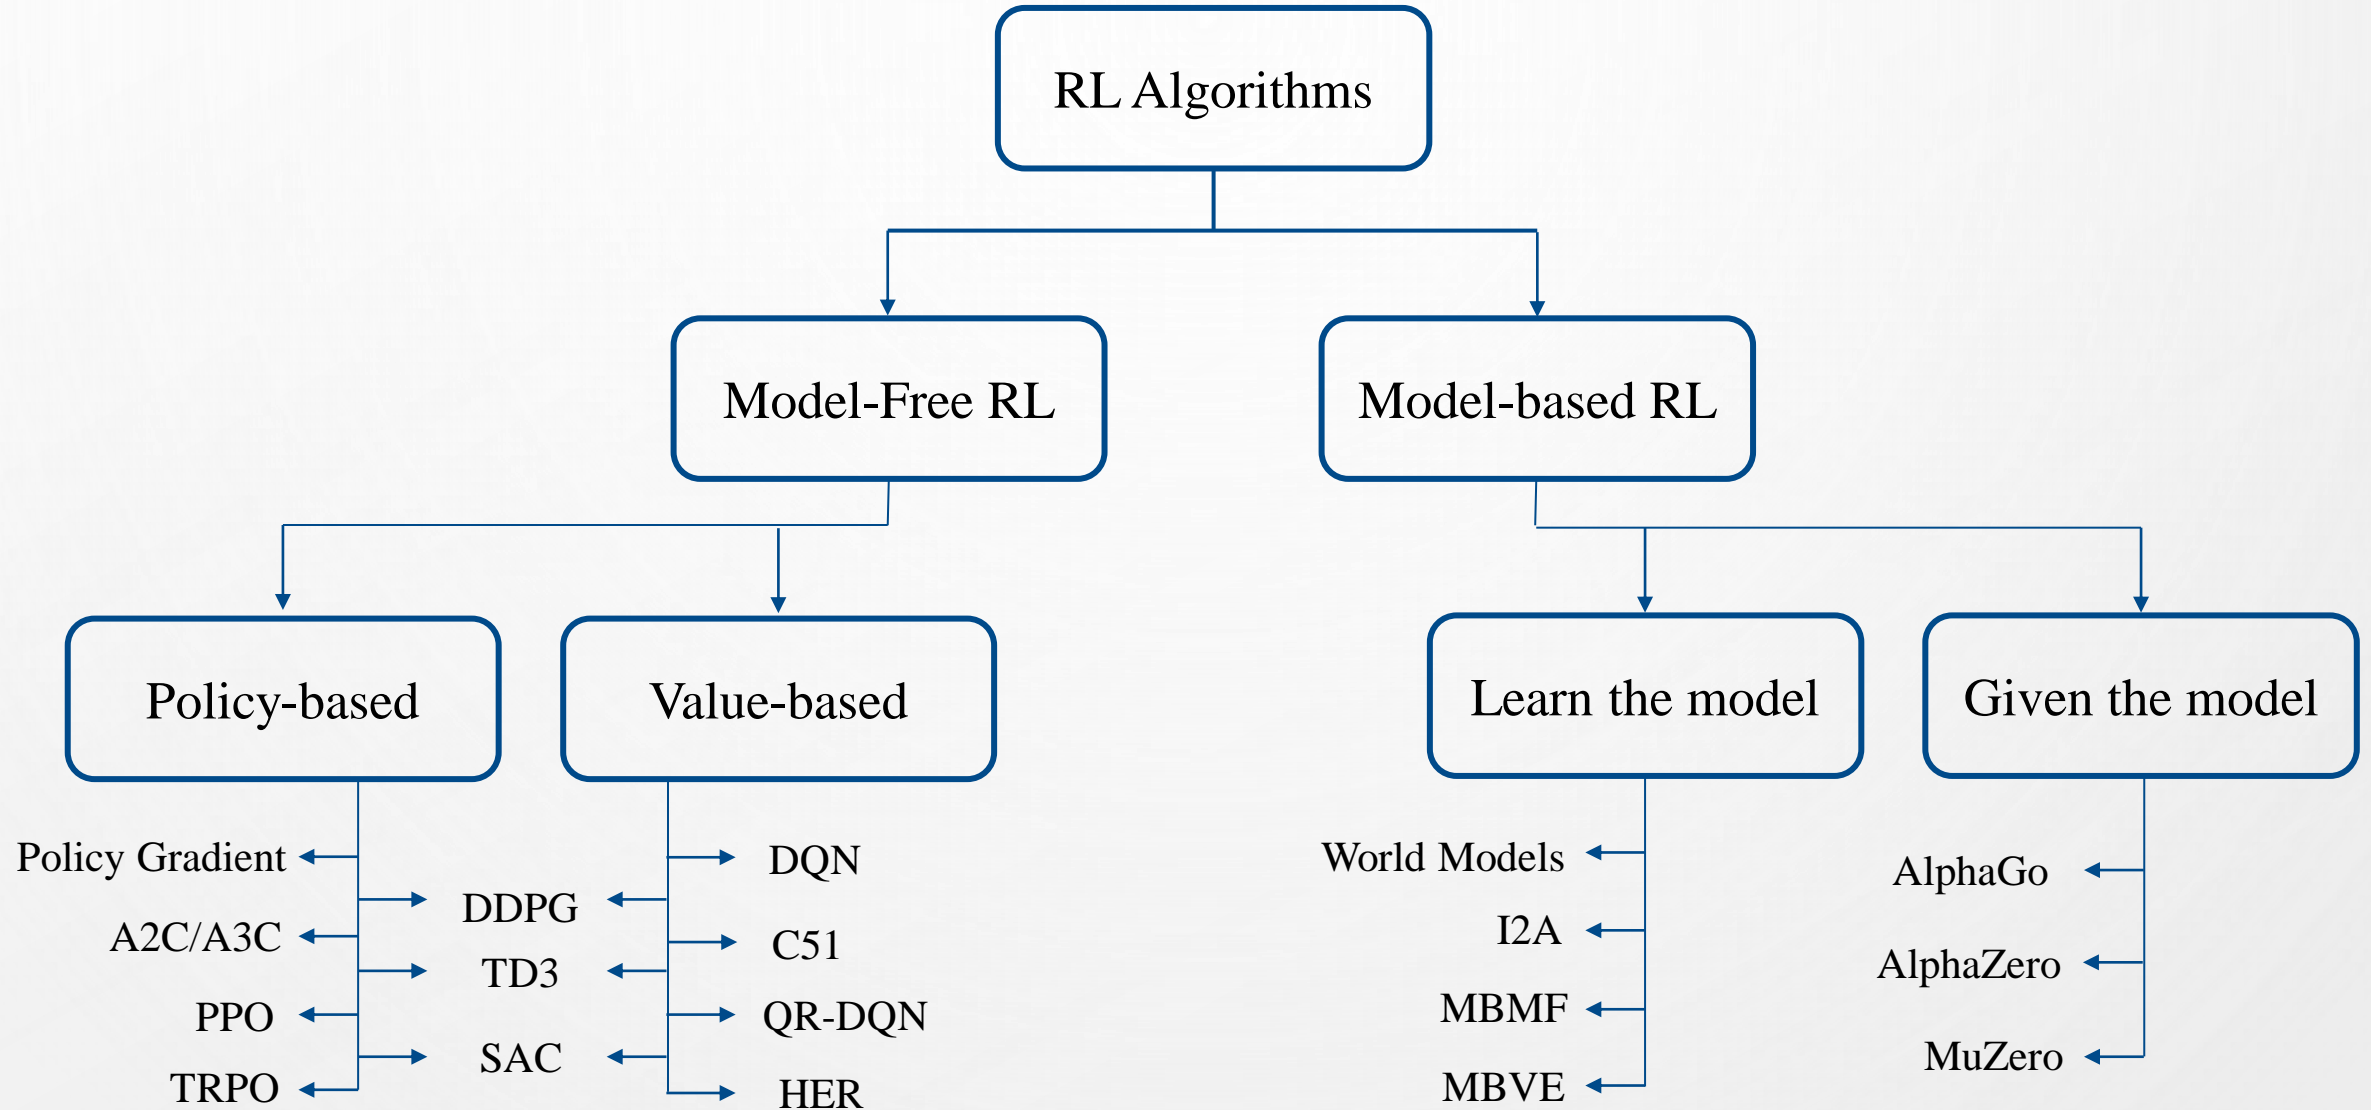 RL Algorithms
Model-Free RL
Model-based RL
Policy-based
Value-based
Learn the model
Given the model
Policy Gradient
A2C/A3C
PPO
TRPO
DDPG
TD3
SAC
DQN
C51
QR-DQN
HER
World Models
I2A
MBMF
MBVE
AlphaGo
AlphaZero
MuZero